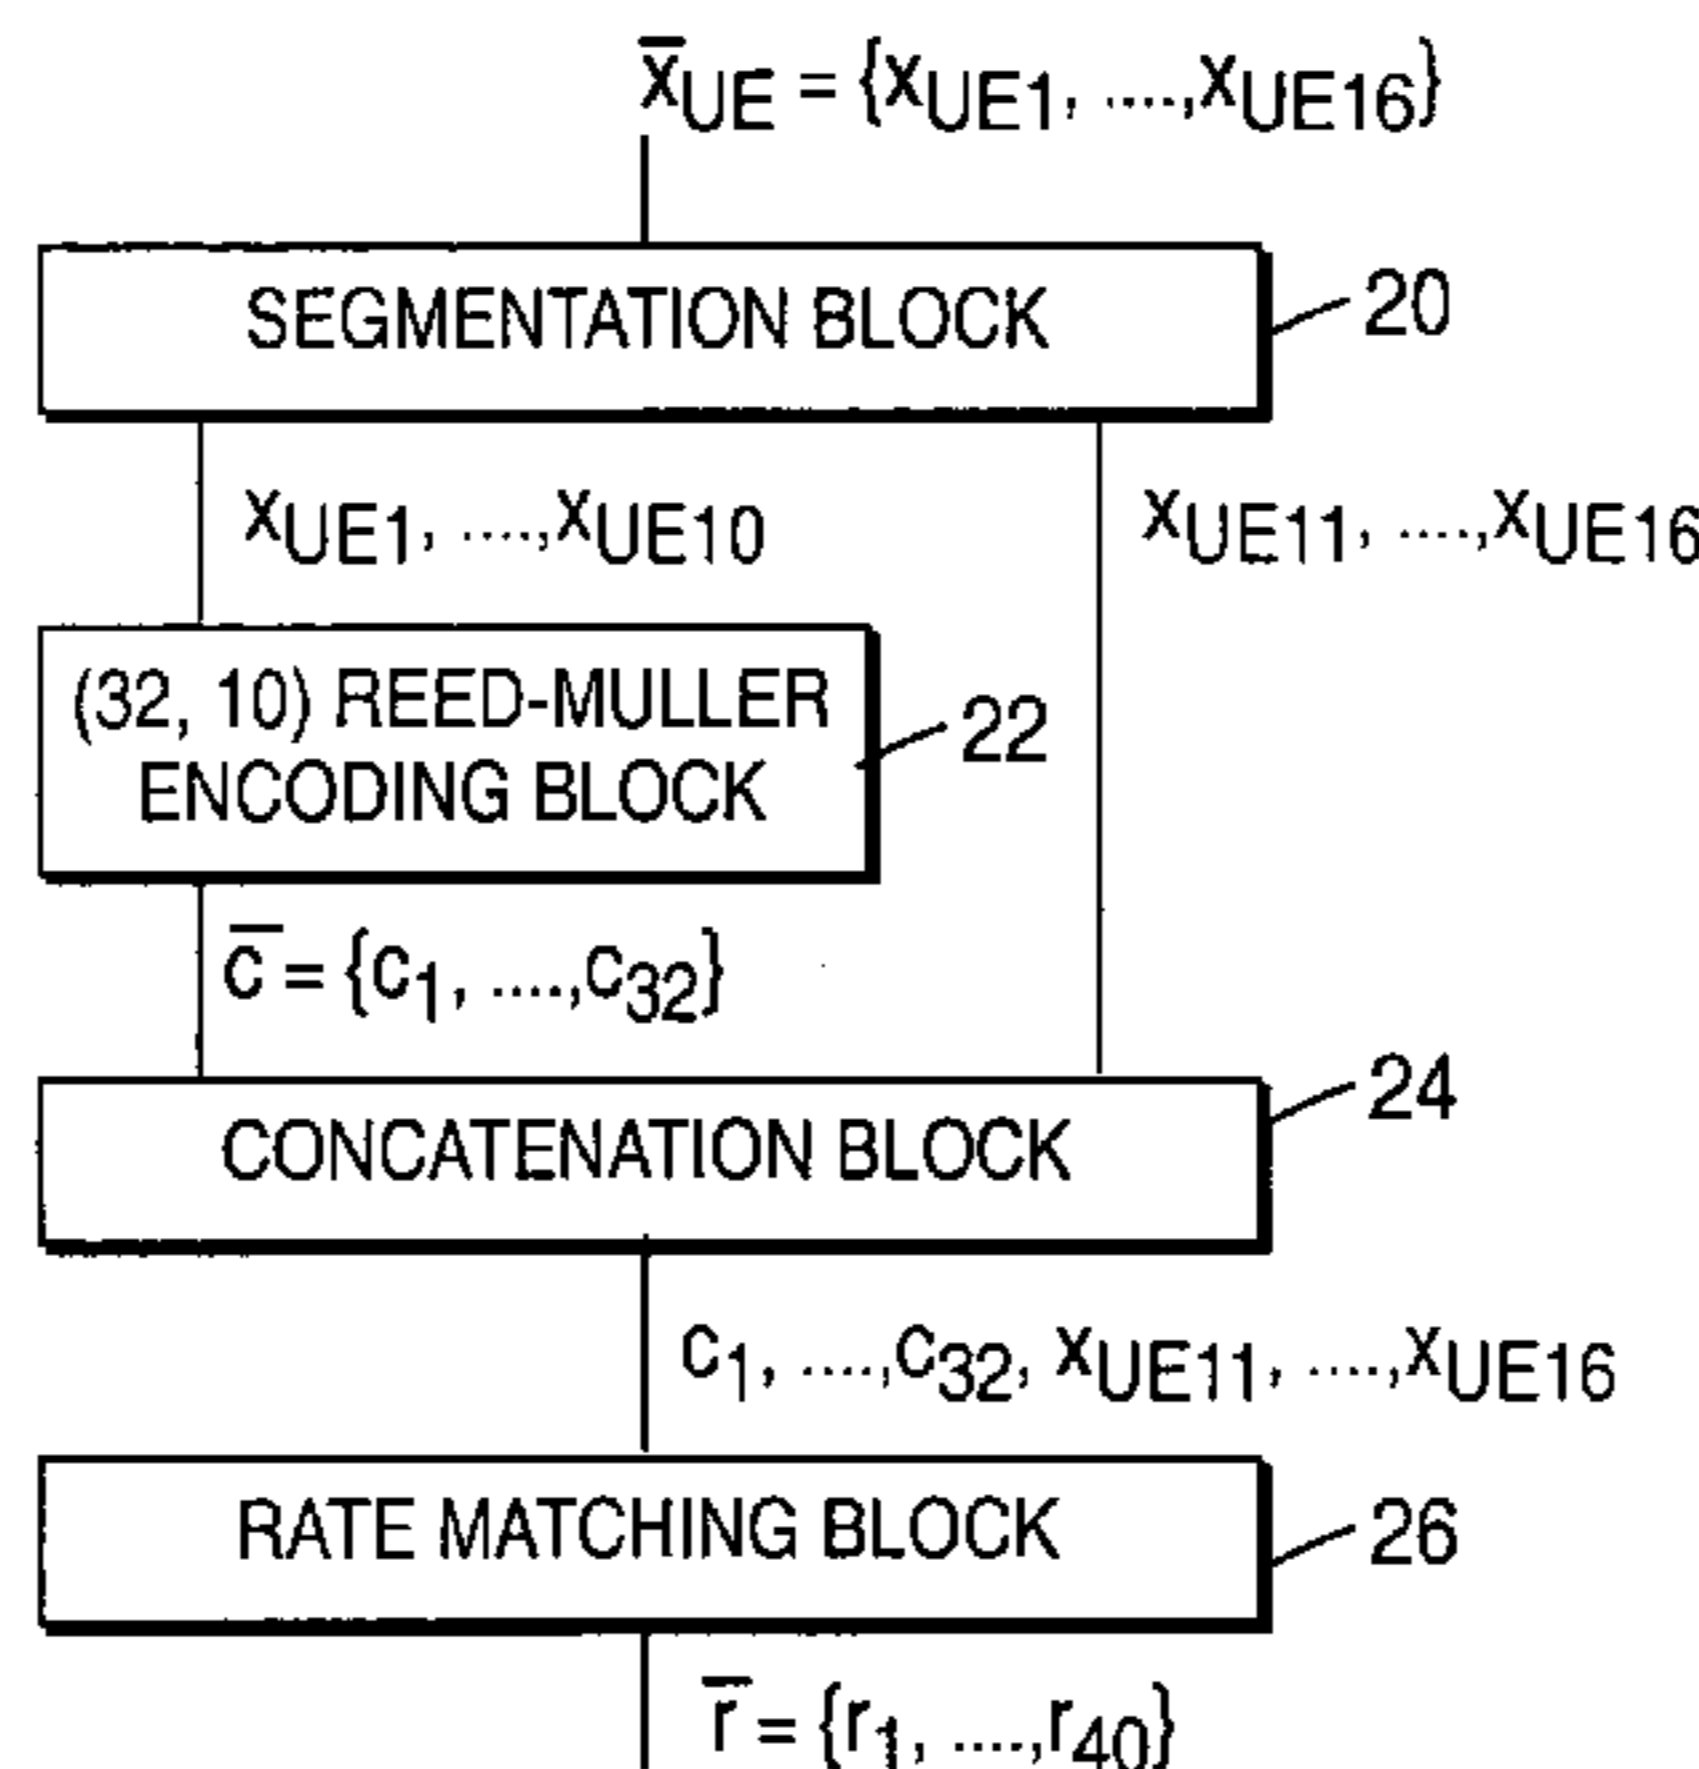 x̄UE = {xUE1, ....,xUE16}
SEGMENTATION BLOCK
20
xUE1, ....,xUE10
xUE11, ....,xUE16
(32, 10) REED-MULLER
ENCODING BLOCK
22
c̄ = {c1, ....,c32}
24
CONCATENATION BLOCK
c1, ....,c32, xUE11, ....,xUE16
RATE MATCHING BLOCK
26
r̄ = {r1, ....,r40}